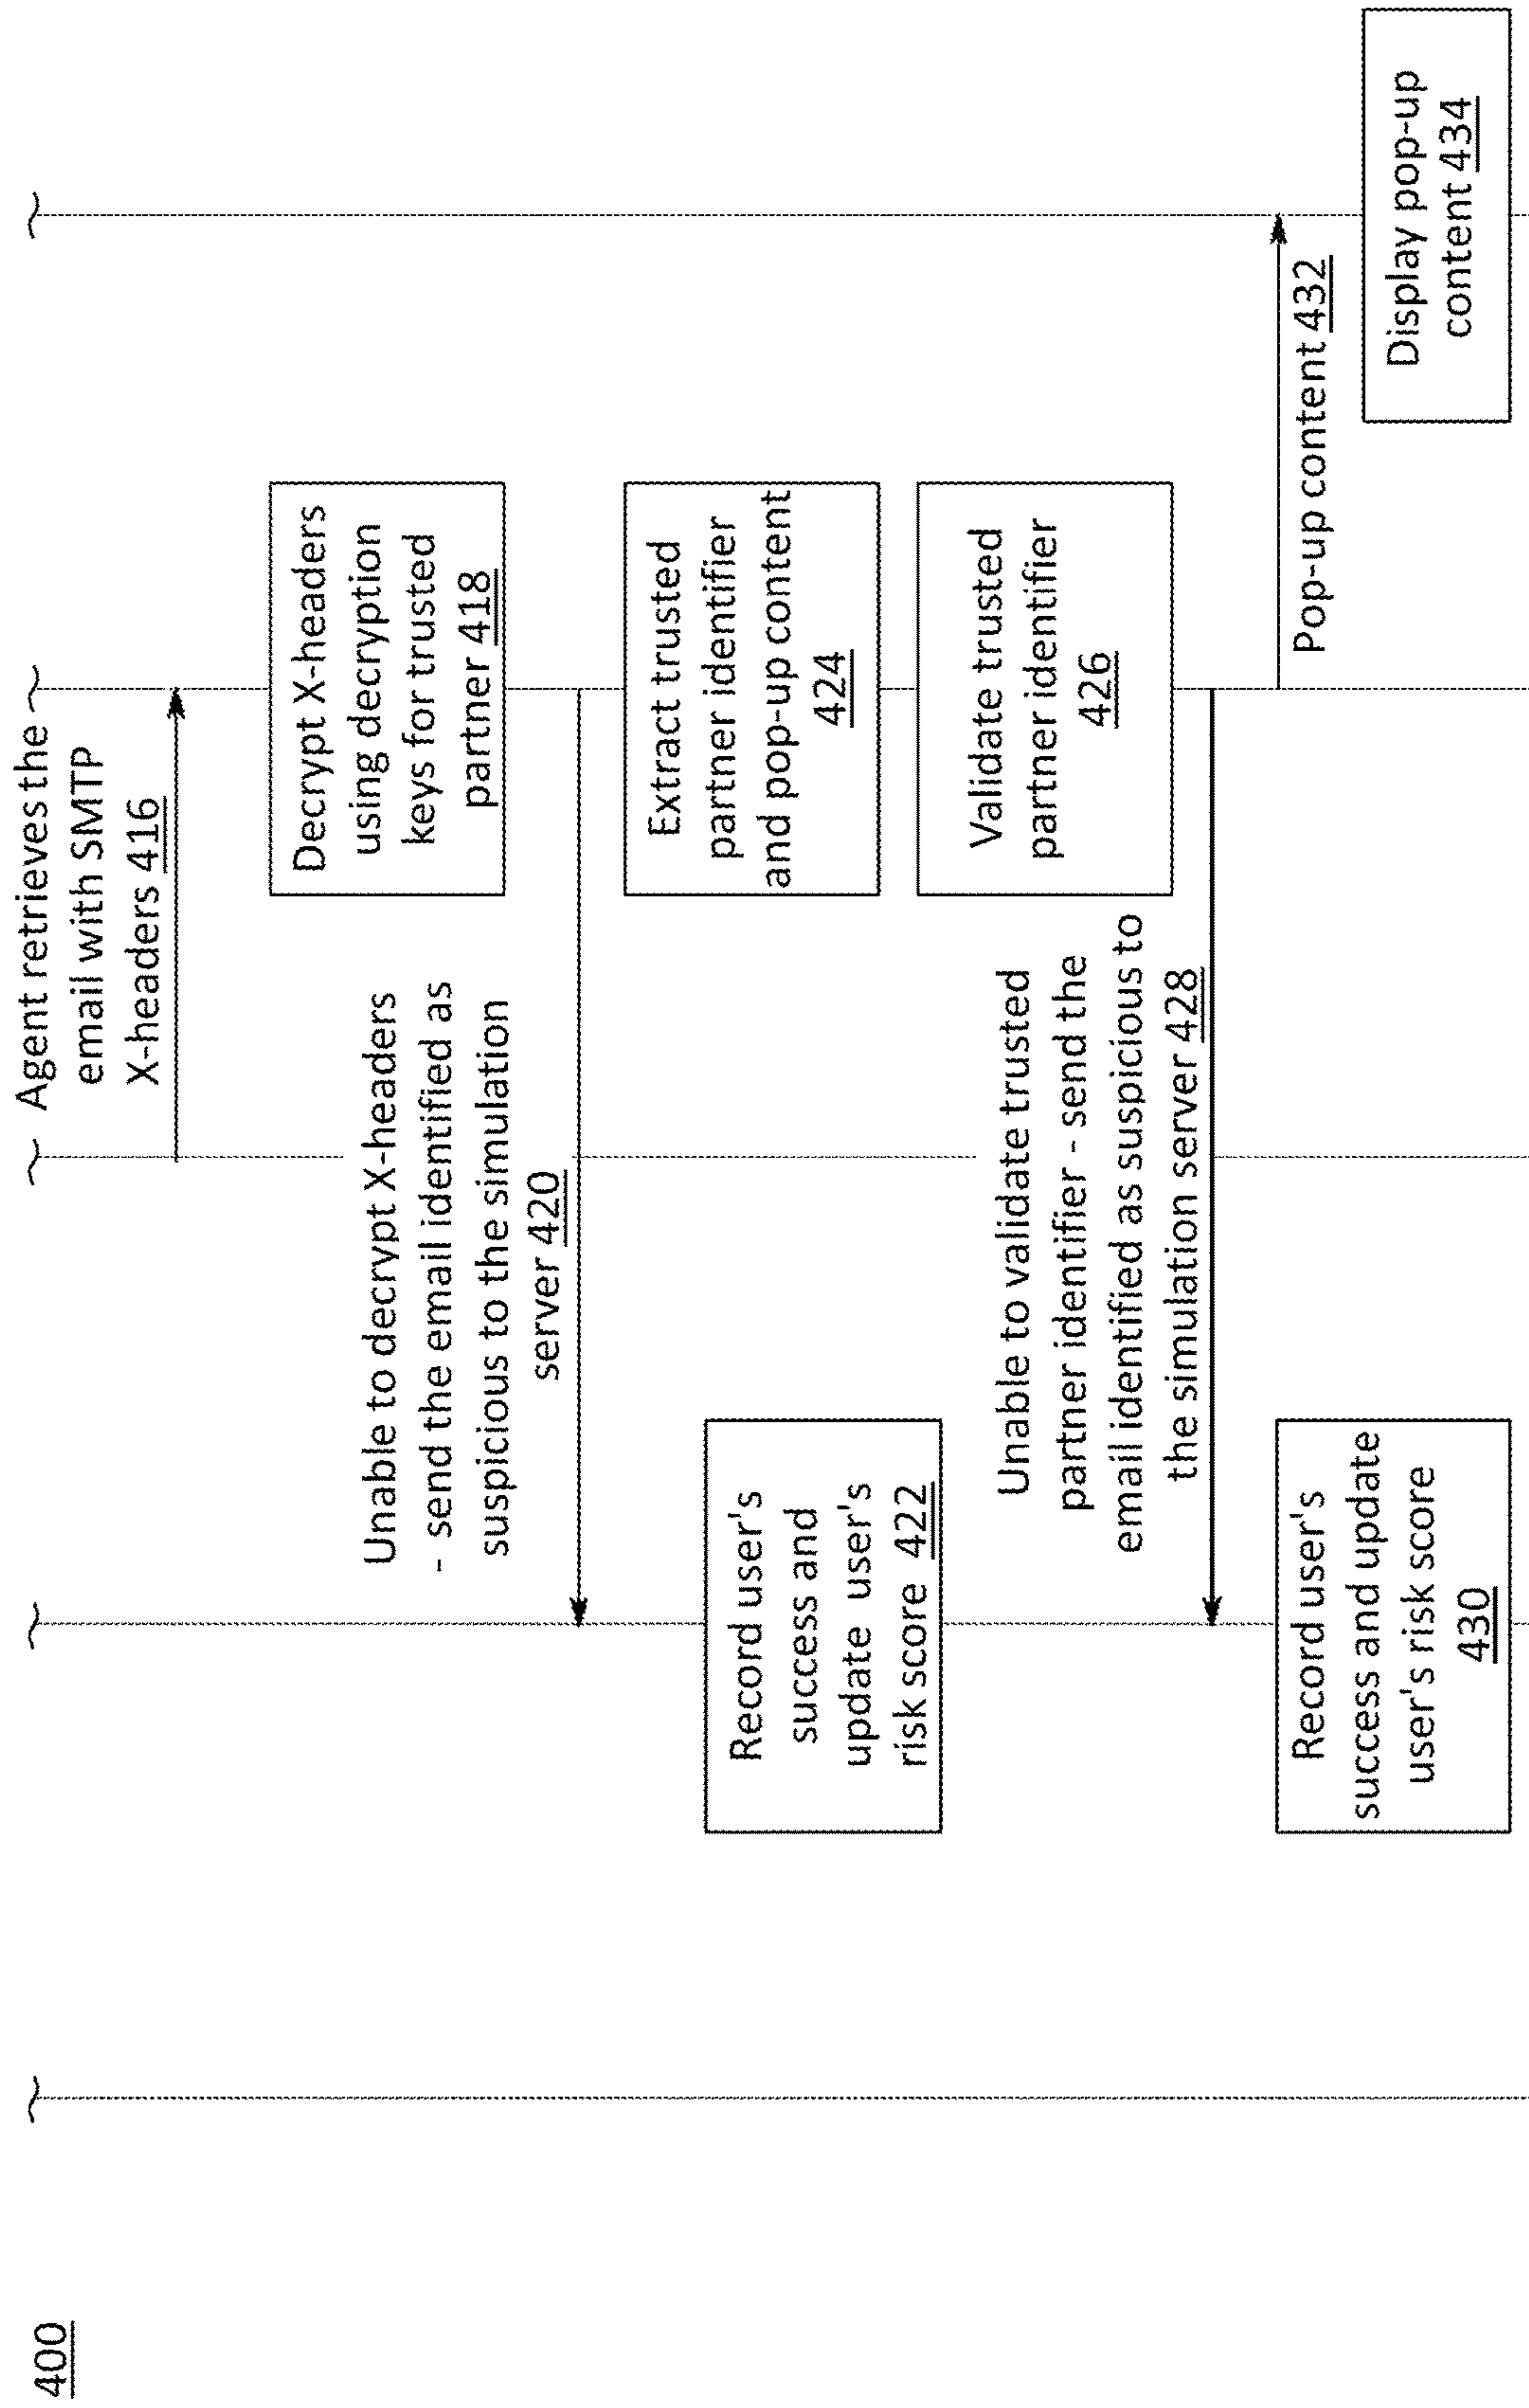 400
Agent retrieves the
email with SMTP
X-headers 416
Decrypt X-headers
using decryption
keys for trusted
partner 418
Unable to decrypt X-headers
- send the email identified as
suspicious to the simulation
server 420
Record user's
success and
update user's
risk score 422
Extract trusted
partner identifier
and pop-up content
424
Validate trusted
partner identifier
426
Unable to validate trusted
partner identifier - send the
email identified as suspicious to
the simulation server 428
Record user's
success and update
user's risk score
430
Pop-up content 432
Display pop-up
content 434